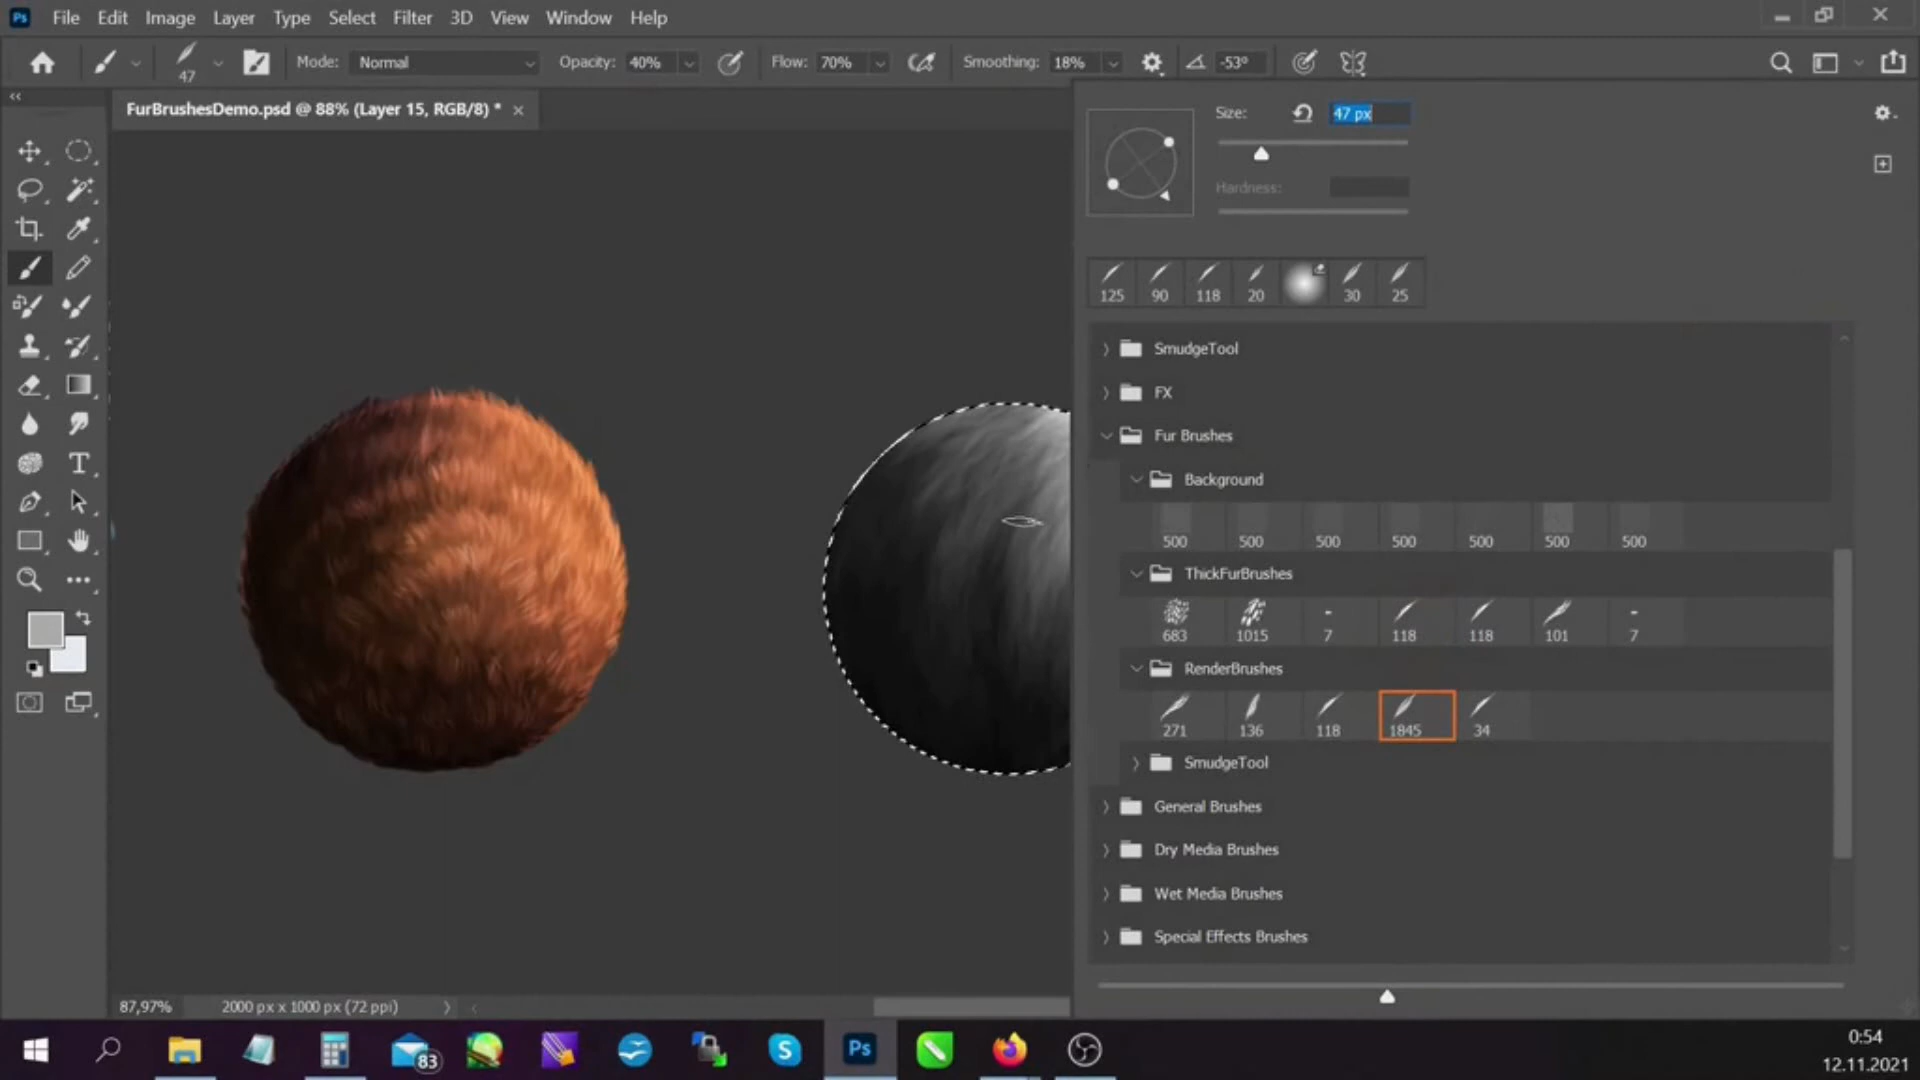 Ps File Edit Image Layer Type Select Filter 3D View Window Help
47 Mode: Normal Opacity: 40% Flow: 70% Smoothing: 18% -53°
FurBrushesDemo.psd @ 88% (Layer 15, RGB/8) *
Size: 47 px
Hardness:
125 90 118 20 30 25
SmudgeTool
FX
Fur Brushes
Background
500 500 500 500 500 500 500
ThickFurBrushes
683 1015 7 118 118 101 7
RenderBrushes
271 136 118 1845 34
SmudgeTool
General Brushes
Dry Media Brushes
Wet Media Brushes
Special Effects Brushes
T
87,97% 2000 px x 1000 px (72 ppi)
83 S Ps
0:54
12.11.2021